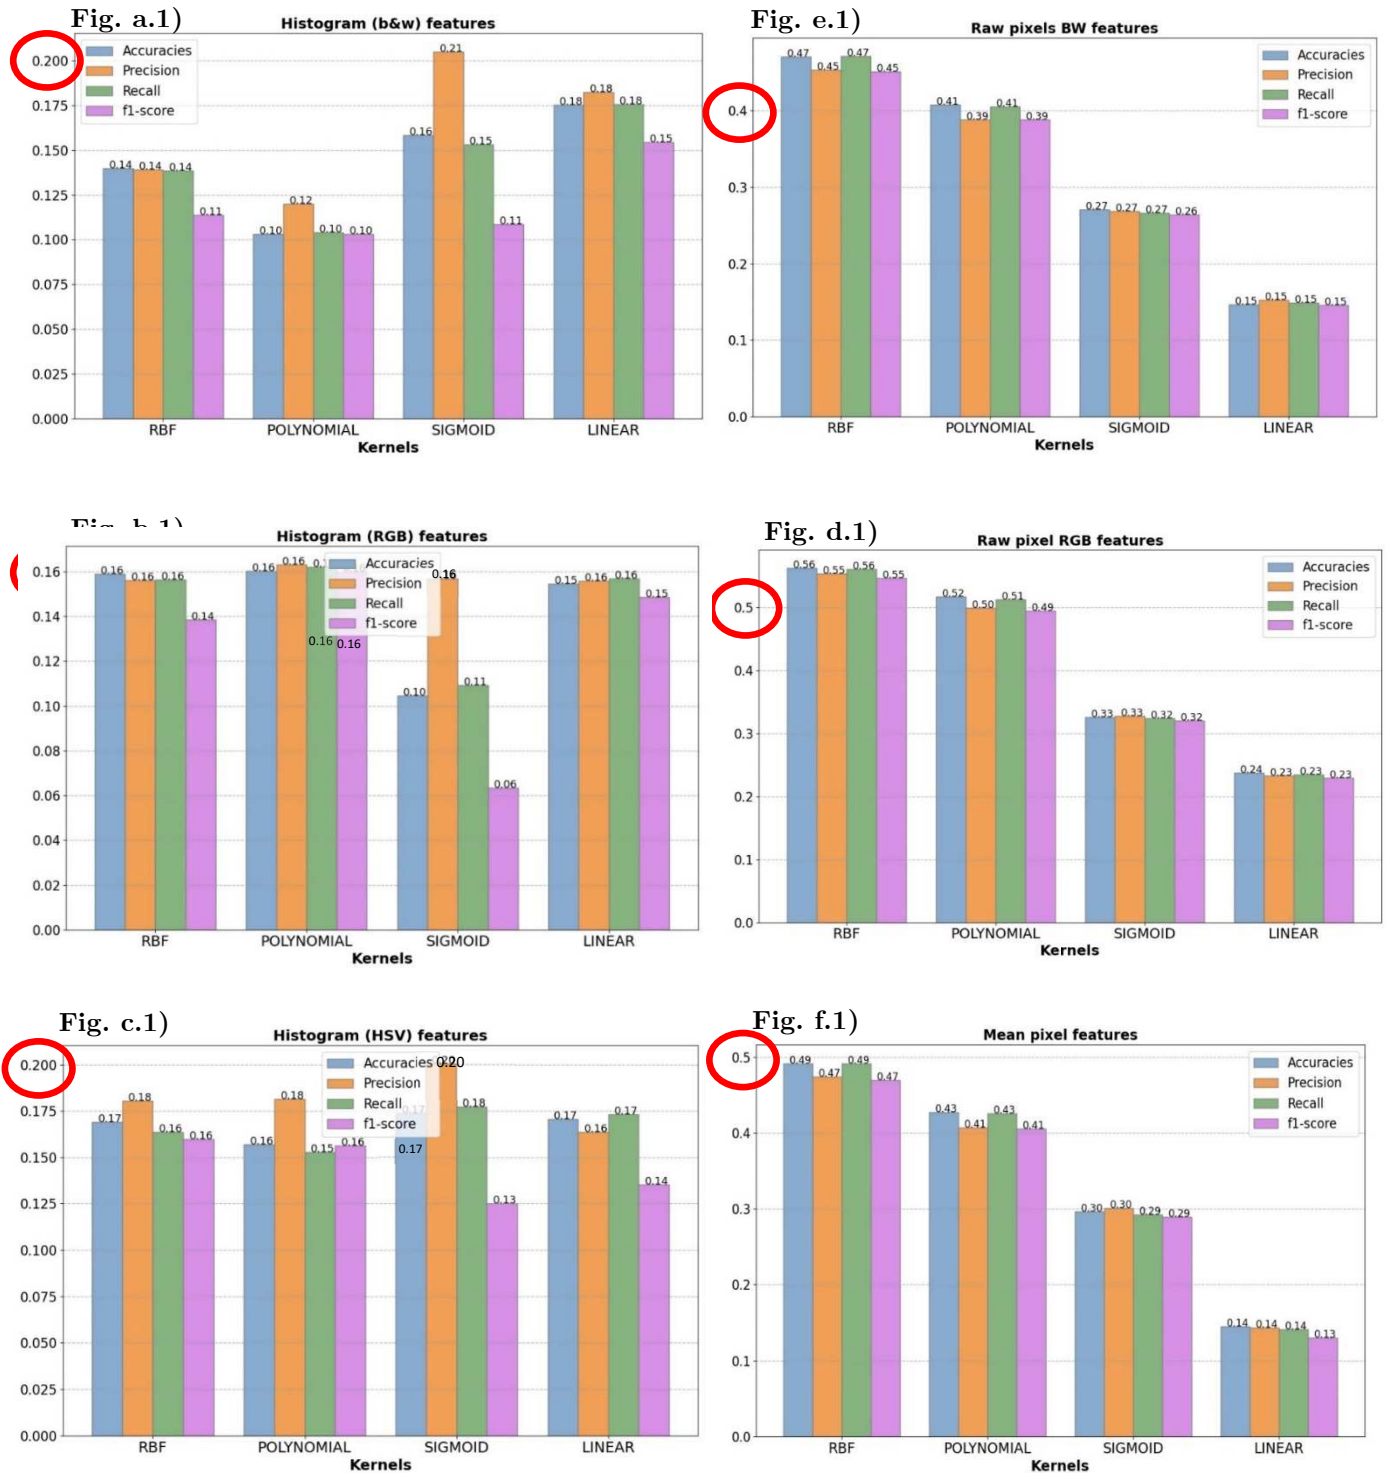 Fig. a.1)
Histogram (b&w) features
0.200
0.175
0.150
0.125
0.100
0.075
0.050
0.025
0.000
Accuracies
Precision
Recall
f1-score
0.14 0.14 0.14 0.11
0.10 0.12 0.10 0.10
0.16 0.21 0.15 0.11
0.18 0.18 0.18 0.15
RBF POLYNOMIAL SIGMOID LINEAR
Kernels
Fig. e.1)
Raw pixels BW features
0.4
0.3
0.2
0.1
0.0
Accuracies
Precision
Recall
f1-score
0.47 0.45 0.47 0.45
0.41 0.39 0.41 0.39
0.27 0.27 0.27 0.26
0.15 0.15 0.15 0.15
RBF POLYNOMIAL SIGMOID LINEAR
Kernels
Fig. b.1)
Histogram (RGB) features
0.16
0.14
0.12
0.10
0.08
0.06
0.04
0.02
0.00
Accuracies
Precision
Recall
f1-score
0.16 0.16 0.16 0.14
0.16 0.16 0.16 0.16
0.10 0.16 0.11 0.06
0.15 0.16 0.16 0.15
RBF POLYNOMIAL SIGMOID LINEAR
Kernels
Fig. d.1)
Raw pixel RGB features
0.5
0.4
0.3
0.2
0.1
0.0
Accuracies
Precision
Recall
f1-score
0.56 0.55 0.56 0.55
0.52 0.50 0.51 0.49
0.33 0.33 0.32 0.32
0.24 0.23 0.23 0.23
RBF POLYNOMIAL SIGMOID LINEAR
Kernels
Fig. c.1)
Histogram (HSV) features
0.200
0.175
0.150
0.125
0.100
0.075
0.050
0.025
0.000
Accuracies
Precision
Recall
f1-score
0.17 0.18 0.16 0.16
0.16 0.18 0.15 0.16
0.17 0.17 0.20 0.18 0.13
0.17 0.16 0.17 0.14
RBF POLYNOMIAL SIGMOID LINEAR
Kernels
Fig. f.1)
Mean pixel features
0.5
0.4
0.3
0.2
0.1
0.0
Accuracies
Precision
Recall
f1-score
0.49 0.47 0.49 0.47
0.43 0.41 0.43 0.41
0.30 0.30 0.29 0.29
0.14 0.14 0.14 0.13
RBF POLYNOMIAL SIGMOID LINEAR
Kernels